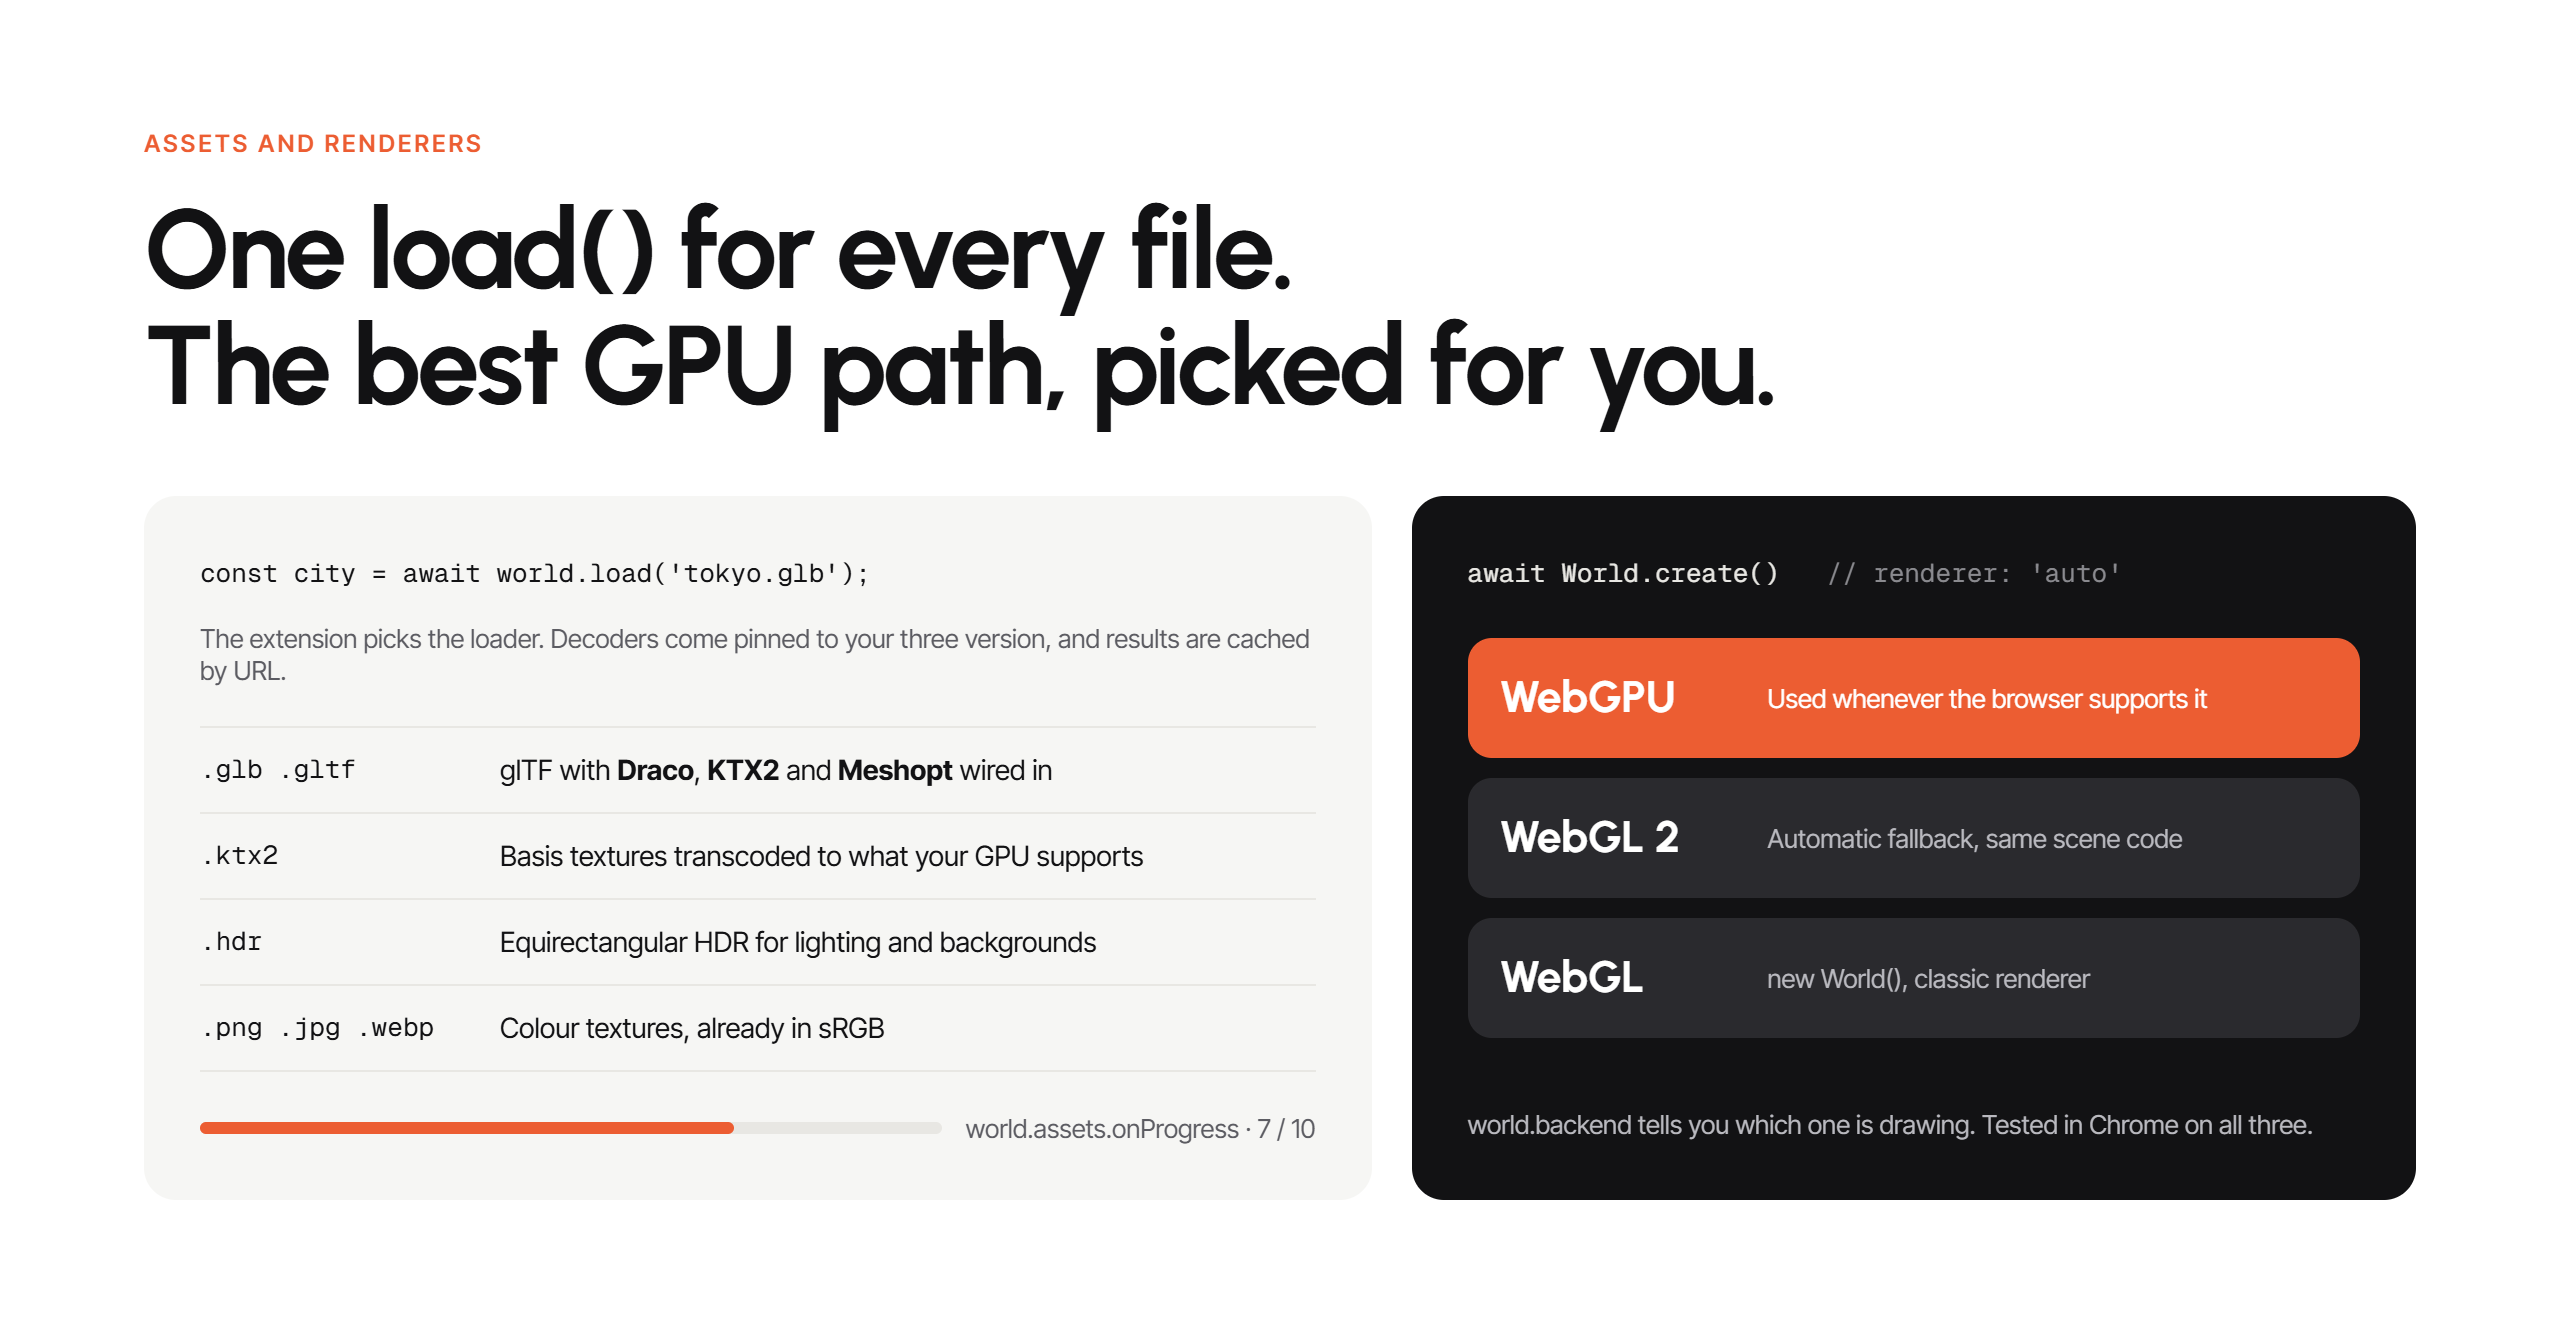 ASSETS AND RENDERERS
One load() for every file.
The best GPU path, picked for you.
const city = await world.load('tokyo.glb');
The extension picks the loader. Decoders come pinned to your three version, and results are cached
by URL.
.glb .gltf glTF with Draco, KTX2 and Meshopt wired in
.ktx2 Basis textures transcoded to what your GPU supports
.hdr Equirectangular HDR for lighting and backgrounds
.png .jpg .webp Colour textures, already in sRGB
world.assets.onProgress · 7 / 10
await World.create() // renderer: 'auto'
WebGPU Used whenever the browser supports it
WebGL 2 Automatic fallback, same scene code
WebGL new World(), classic renderer
world.backend tells you which one is drawing. Tested in Chrome on all three.